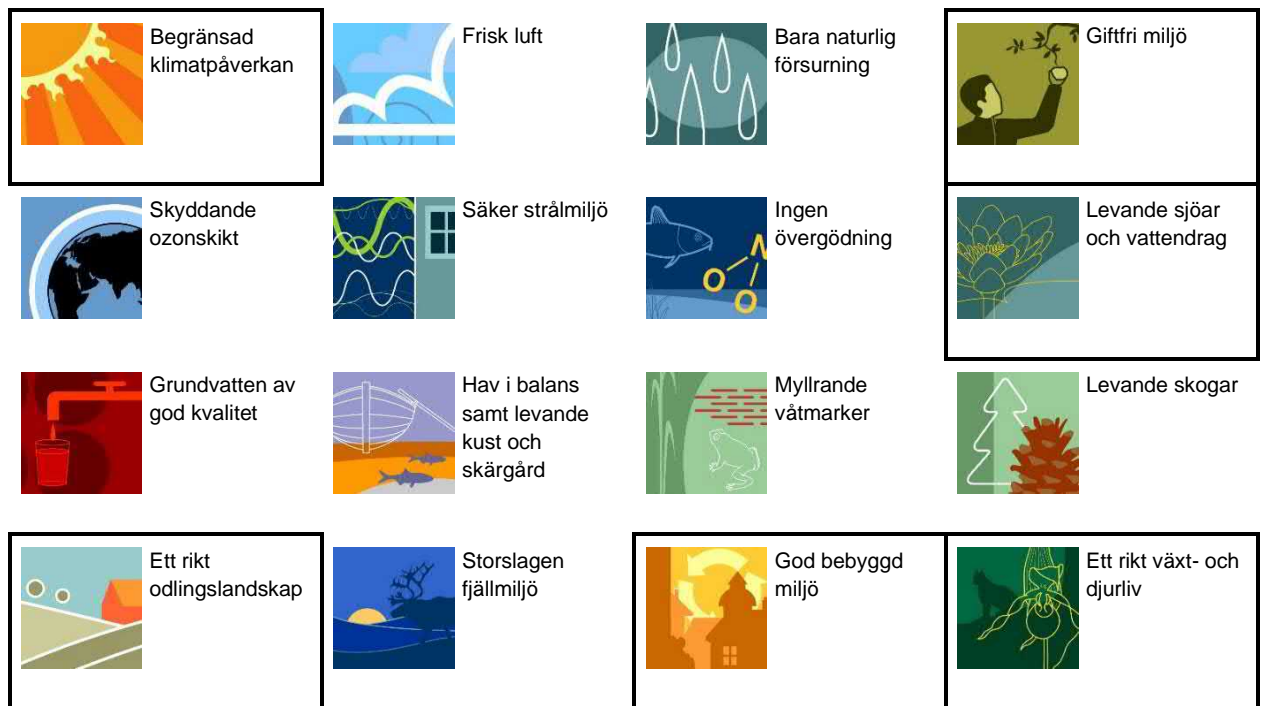 Begränsad
klimatpåverkan
Frisk luft
Bara naturlig
försurning
Giftfri miljö
Skyddande
ozonskikt
Säker strålmiljö
Ingen
övergödning
N
O
O
Levande sjöar
och vattendrag
Grundvatten av
god kvalitet
Hav i balans
samt levande
kust och
skärgård
Myllrande
våtmarker
Levande skogar
Ett rikt
odlingslandskap
Storslagen
fjällmiljö
God bebyggd
miljö
Ett rikt växt- och
djurliv